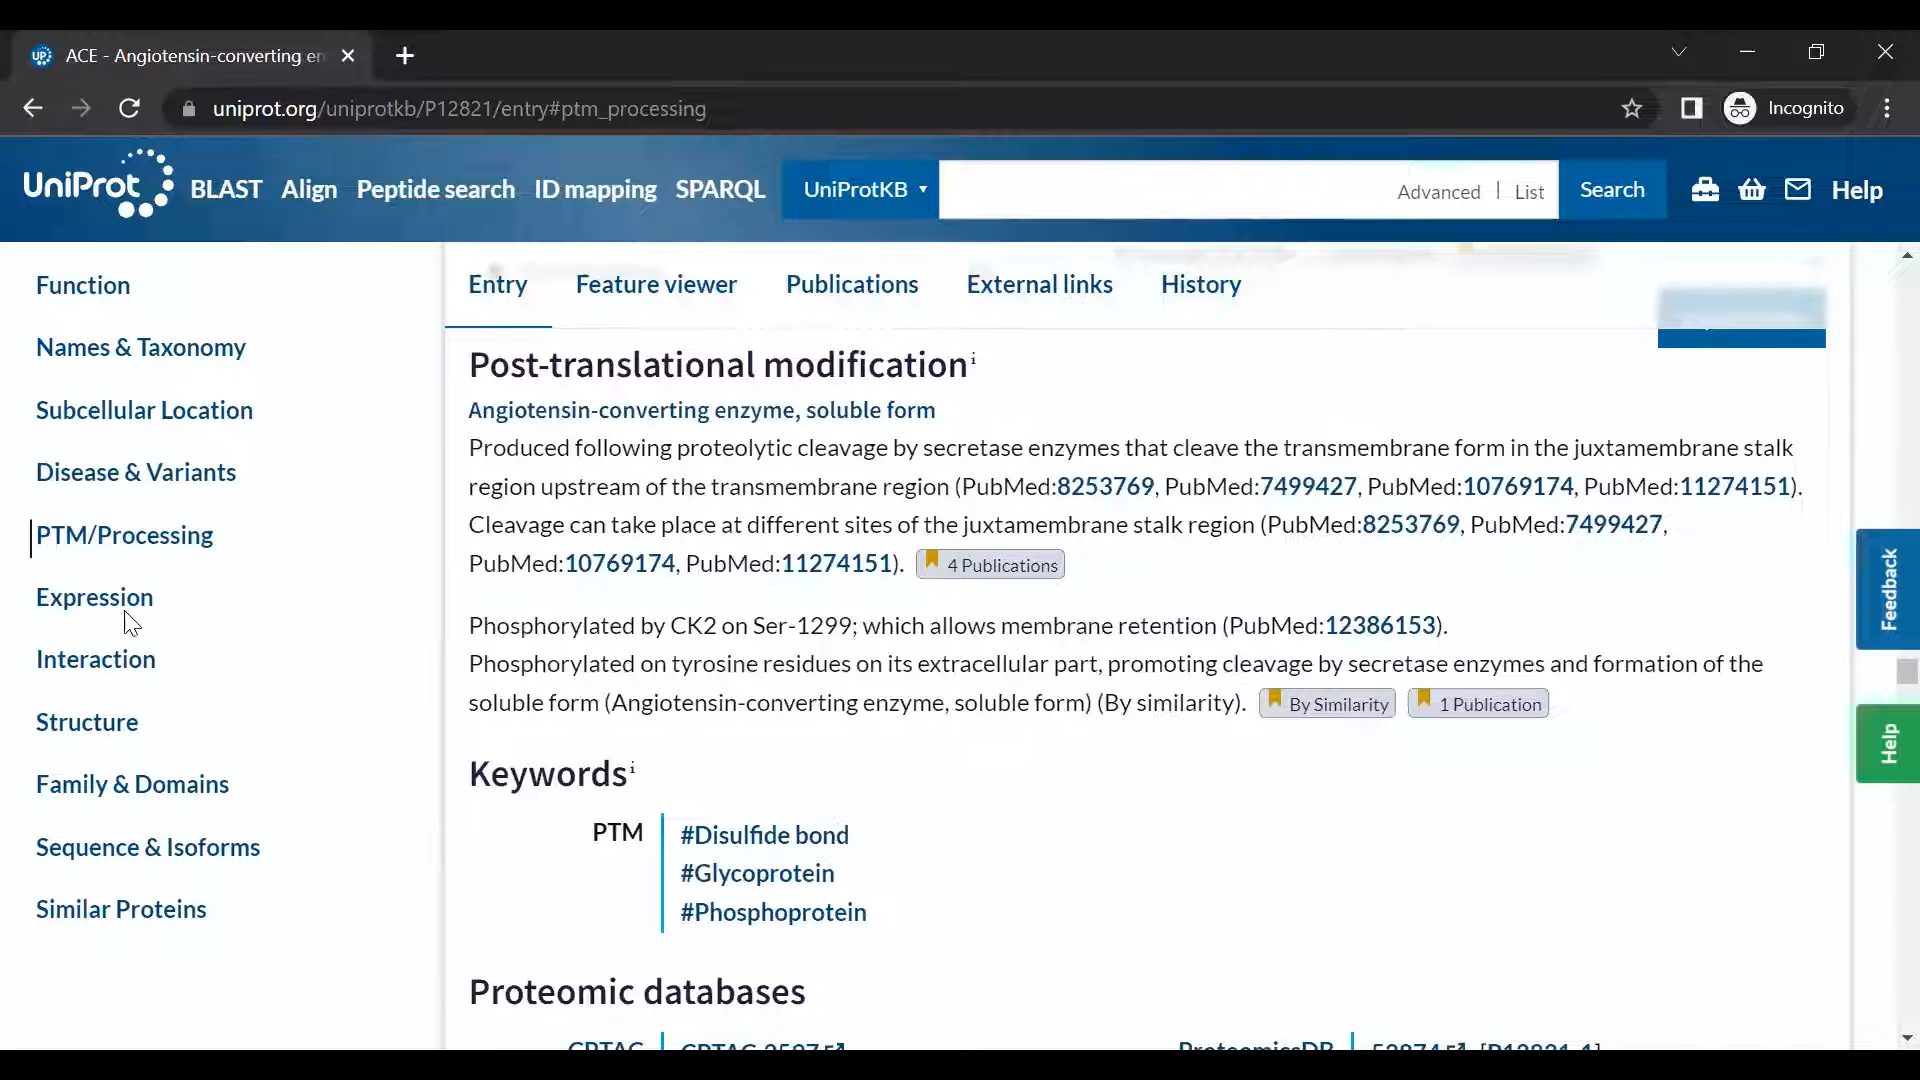 ACE - Angiotensin-converting en
uniprot.org/uniprotkb/P12821/entry#ptm_processing
Incognito
UniProt BLAST Align Peptide search ID mapping SPARQL UniProtKB Advanced | List Search Help
Function
Names & Taxonomy
Subcellular Location
Disease & Variants
PTM/Processing
Expression
Interaction
Structure
Family & Domains
Sequence & Isoforms
Similar Proteins
Entry Feature viewer Publications External links History
Post-translational modification i
Angiotensin-converting enzyme, soluble form
Produced following proteolytic cleavage by secretase enzymes that cleave the transmembrane form in the juxtamembrane stalk
region upstream of the transmembrane region (PubMed:8253769, PubMed:7499427, PubMed:10769174, PubMed:11274151).
Cleavage can take place at different sites of the juxtamembrane stalk region (PubMed:8253769, PubMed:7499427,
PubMed:10769174, PubMed:11274151). 4 Publications
Phosphorylated by CK2 on Ser-1299; which allows membrane retention (PubMed:12386153).
Phosphorylated on tyrosine residues on its extracellular part, promoting cleavage by secretase enzymes and formation of the
soluble form (Angiotensin-converting enzyme, soluble form) (By similarity). By Similarity 1 Publication
Keywords i
PTM
#Disulfide bond
#Glycoprotein
#Phosphoprotein
Proteomic databases
CPTAC
ProteomicsDB
[P12821-1]
Feedback
Help